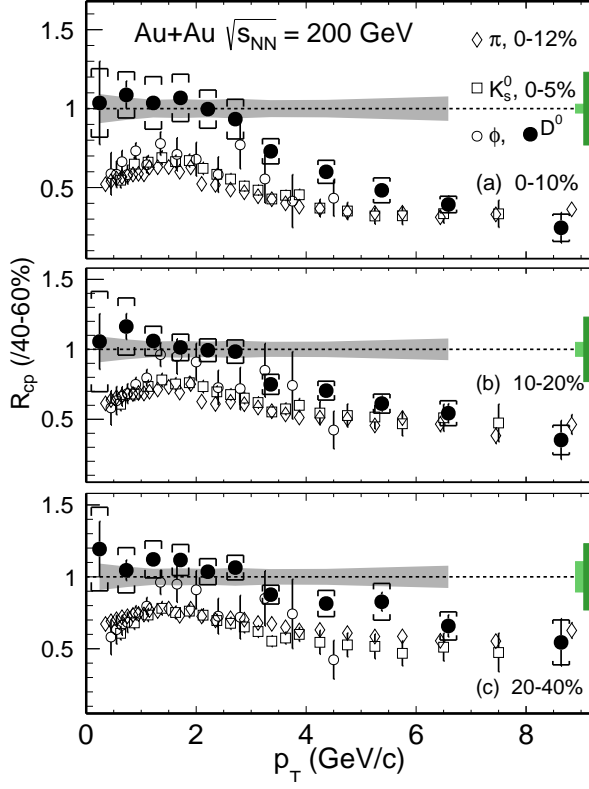 Au+Au √s_NN = 200 GeV
π, 0-12%
K_s^0, 0-5%
φ, D^0
(a) 0-10%
1.5
1
0.5
R_cp (/40-60%)
(b) 10-20%
1.5
1
0.5
(c) 20-40%
1.5
1
0.5
0 2 4 6 8
p_T (GeV/c)